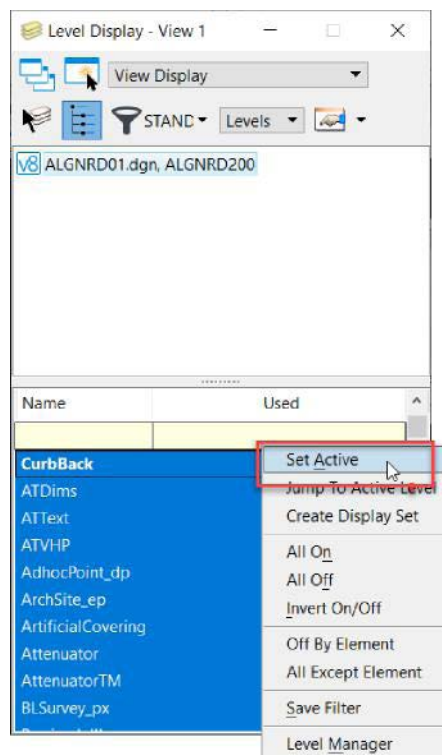 Level Display - View 1
View Display
STAND
Levels
V8 ALGNRD01.dgn, ALGNRD200
Name Used
CurbBack
ATDims
ATText
ATVHP
AdhocPoint_dp
ArchSite_ep
ArtificialCovering
Attenuator
AttenuatorTM
BLSurvey_px
Set Active
Jump To Active Level
Create Display Set
All On
All Off
Invert On/Off
Off By Element
All Except Element
Save Filter
Level Manager